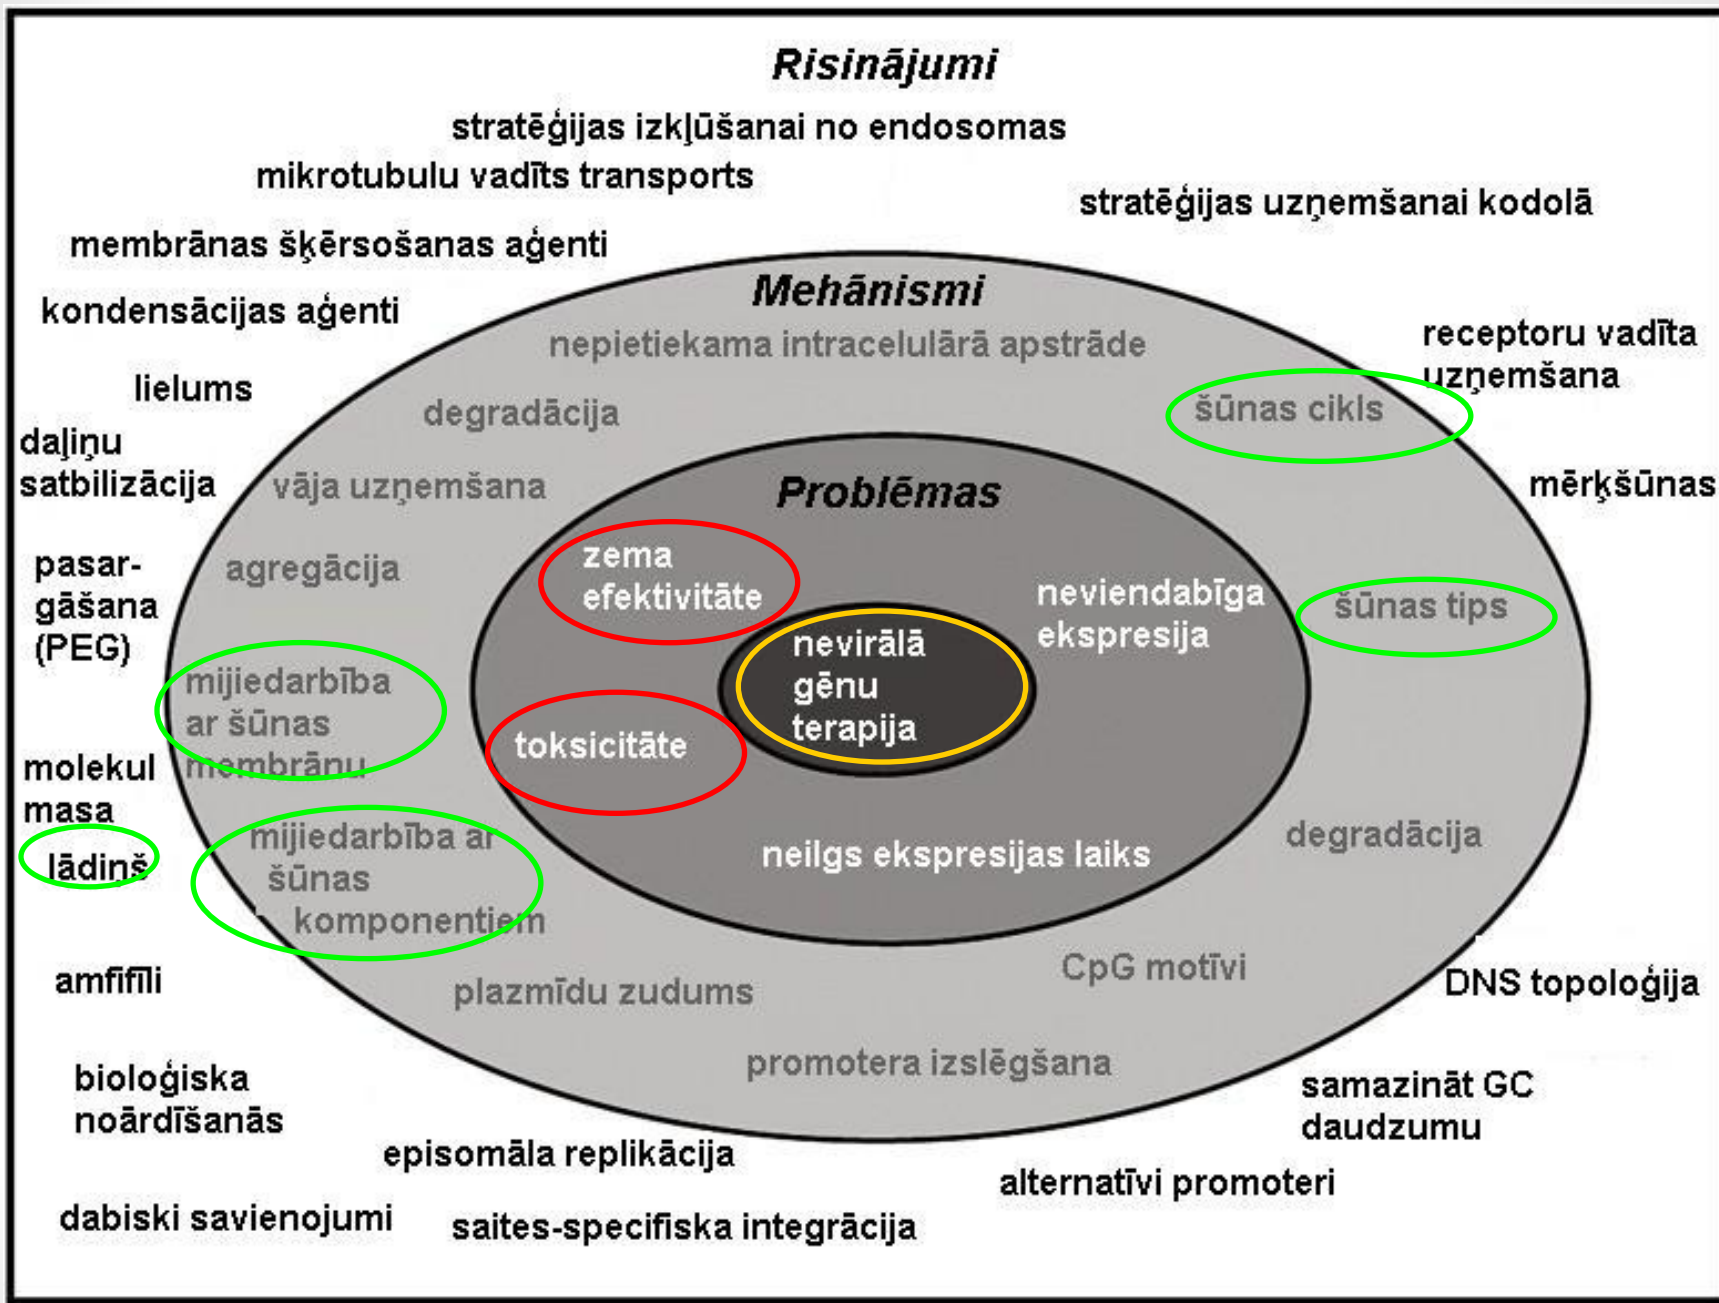 Risinājumi
stratēģijas izkļūšanai no endosomas
mikrotubulu vadīts transports
stratēģijas uzņemšanai kodolā
membrānas šķērsošanas aģenti
kondensācijas aģenti
lielums
daļiņu
satbilizācija
pasar-
gāšana
(PEG)
molekul
masa
lādiņš
amfifīli
bioloģiska
noārdīšanās
dabiski savienojumi
episomāla replikācija
saites-specifiska integrācija
alternatīvi promoteri
samazināt GC
daudzumu
DNS topoloģija
mērķšūnas
receptoru vadīta
uzņemšana
Mehānismi
nepietiekama intracelulārā apstrāde
degradācija
vāja uzņemšana
agregācija
mijiedarbība
ar šūnas
membrānu
mijiedarbība ar
šūnas
komponentiem
plazmīdu zudums
promotera izslēgšana
CpG motīvi
degradācija
šūnas tips
šūnas cikls
Problēmas
zema
efektivitāte
toksicitāte
neviendabīga
ekspresija
neilgs ekspresijas laiks
nevirālā
gēnu
terapija